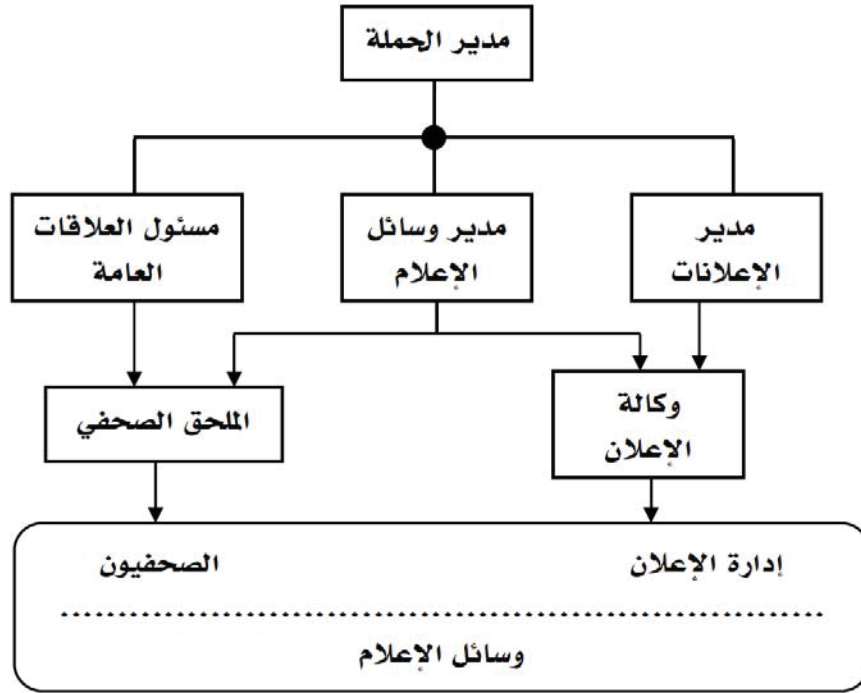 مدير الحملة
مدير
الإعلانات
مدير وسائل
الإعلام
مسئول العلاقات
العامة
وكالة
الإعلان
الملحق الصحفي
إدارة الإعلان
الصحفيون
وسائل الإعلام